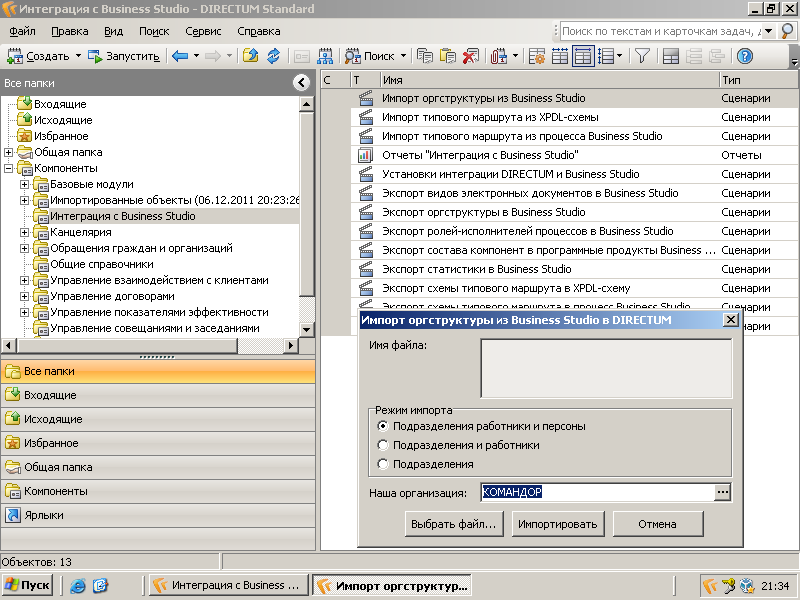 Интеграция с Business Studio - DIRECTUM Standard
Файл Правка Вид Поиск Сервис Справка
Поиск по текстам и карточкам задач, д
Создать Запустить Поиск
Все папки
Входящие
Исходящие
Избранное
Общая папка
Компоненты
Базовые модули
Импортированные объекты (06.12.2011 20:23:26
Интеграция с Business Studio
Канцелярия
Обращения граждан и организаций
Общие справочники
Управление взаимодействием с клиентами
Управление договорами
Управление показателями эффективности
Управление совещаниями и заседаниями
Все папки
Входящие
Исходящие
Избранное
Общая папка
Компоненты
Ярлыки
С Т Имя Тип
Импорт оргструктуры из Business Studio Сценарии
Импорт типового маршрута из XPDL-схемы Сценарии
Импорт типового маршрута из процесса Business Studio Сценарии
Отчеты "Интеграция с Business Studio" Отчеты
Установки интеграции DIRECTUM и Business Studio Сценарии
Экспорт видов электронных документов в Business Studio Сценарии
Экспорт оргструктуры в Business Studio Сценарии
Экспорт ролей-исполнителей процессов в Business Studio Сценарии
Экспорт состава компонент в программные продукты Business ... Сценарии
Экспорт статистики в Business Studio Сценарии
Экспорт схемы типового маршрута в XPDL-схему Сценарии
Экспорт схемы типового маршрута в процесс Business Studio
Импорт оргструктуры из Business Studio в DIRECTUM
Имя файла:
Режим импорта
Подразделения работники и персоны
Подразделения и работники
Подразделения
Наша организация: КОМАНДОР ...
Выбрать файл... Импортировать Отмена
Объектов: 13
Пуск Интеграция с Business ... Импорт оргструктур... 21:34